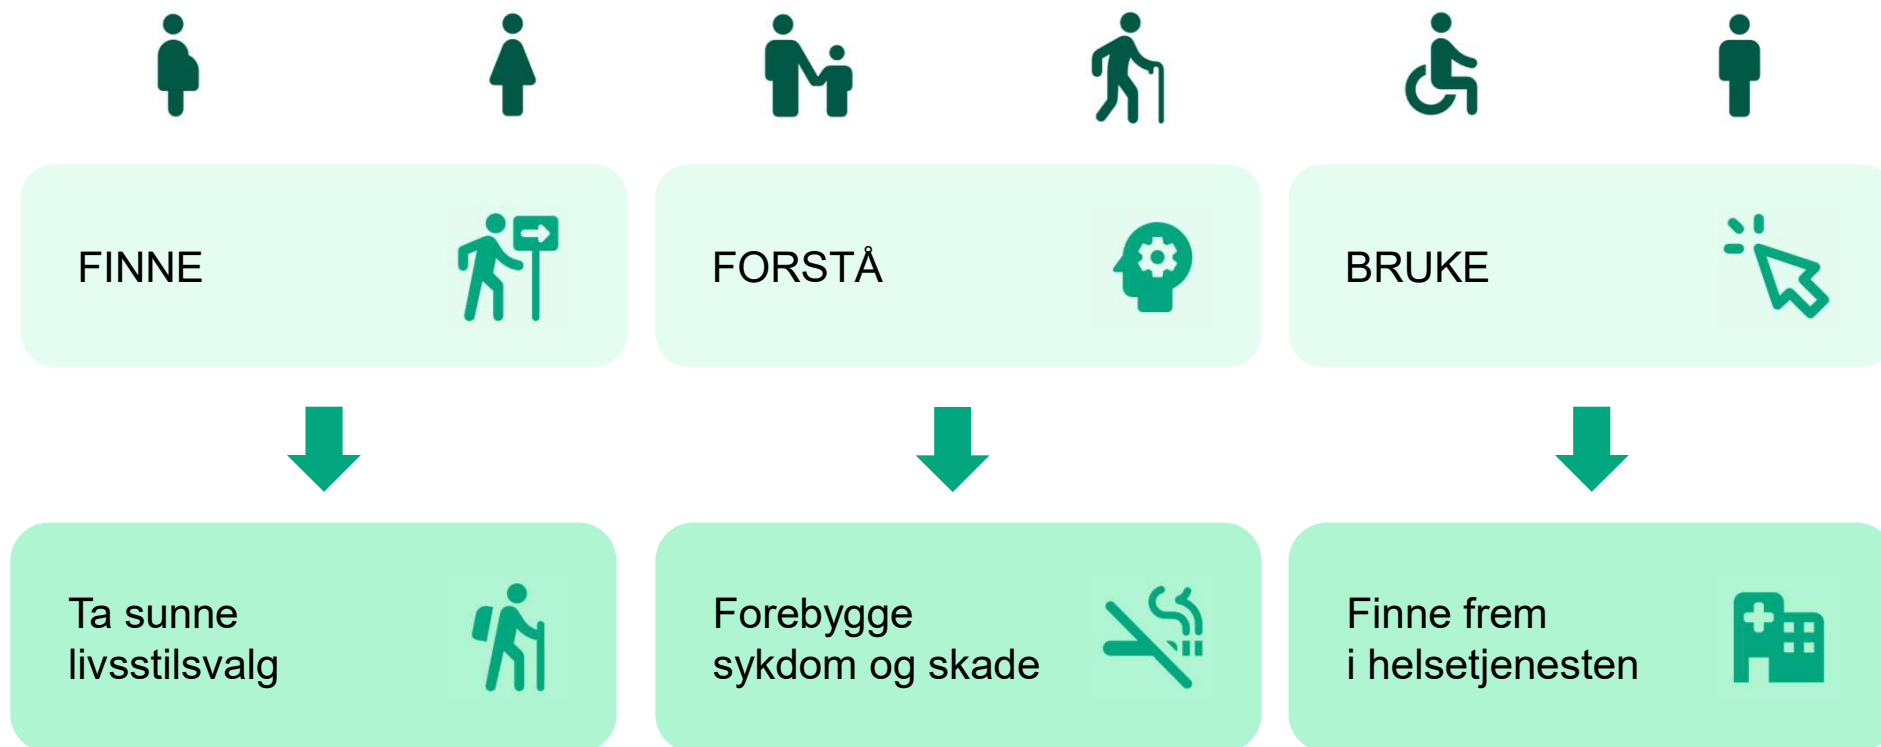 FINNE
FORSTÅ
BRUKE
Ta sunne
livsstilsvalg
Forebygge
sykdom og skade
Finne frem
i helsetjenesten